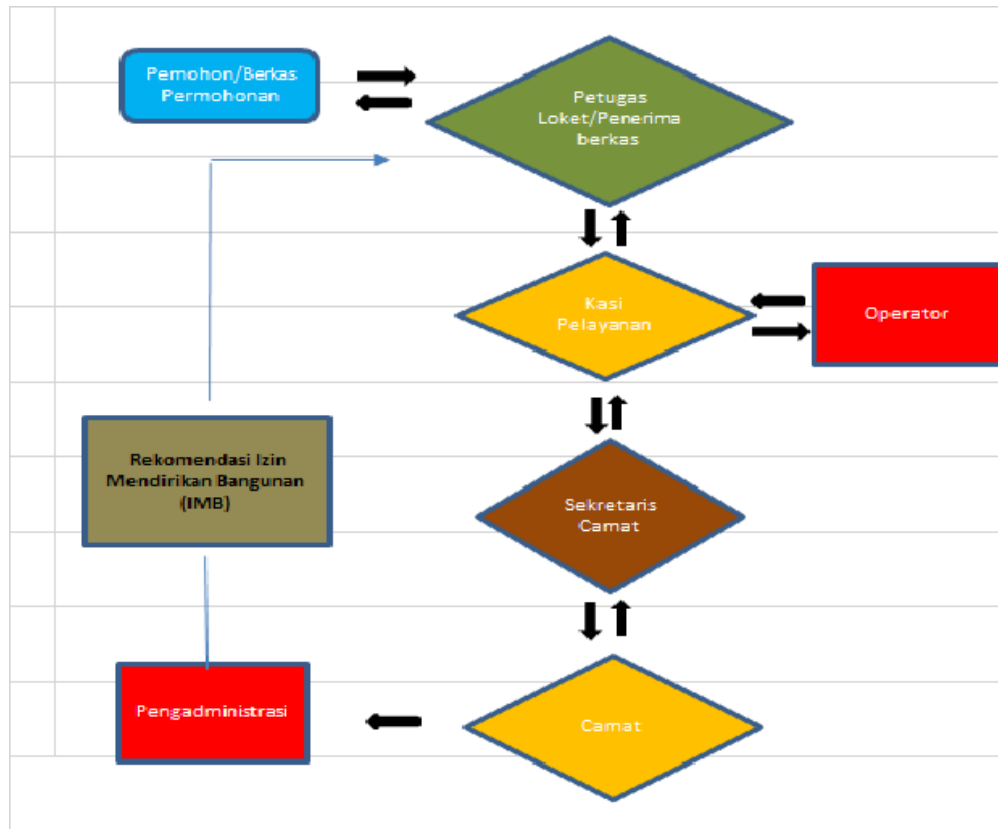 Pemohon/Berkas
Permohonan
Petugas
Loket/Penerima
berkas
Kasi
Pelayanan
Operator
Rekomendasi Izin
Mendirikan Bangunan
(IMB)
Sekretaris
Camat
Pengadministrasi
Camat